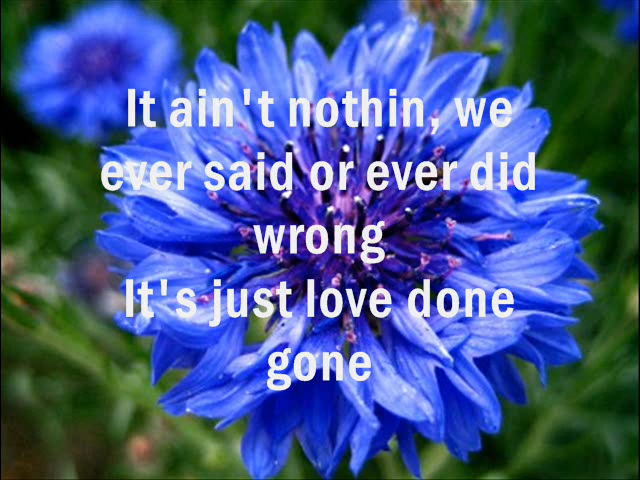 It ain't nothin, we
ever said or ever did
wrong
It's just love done
gone